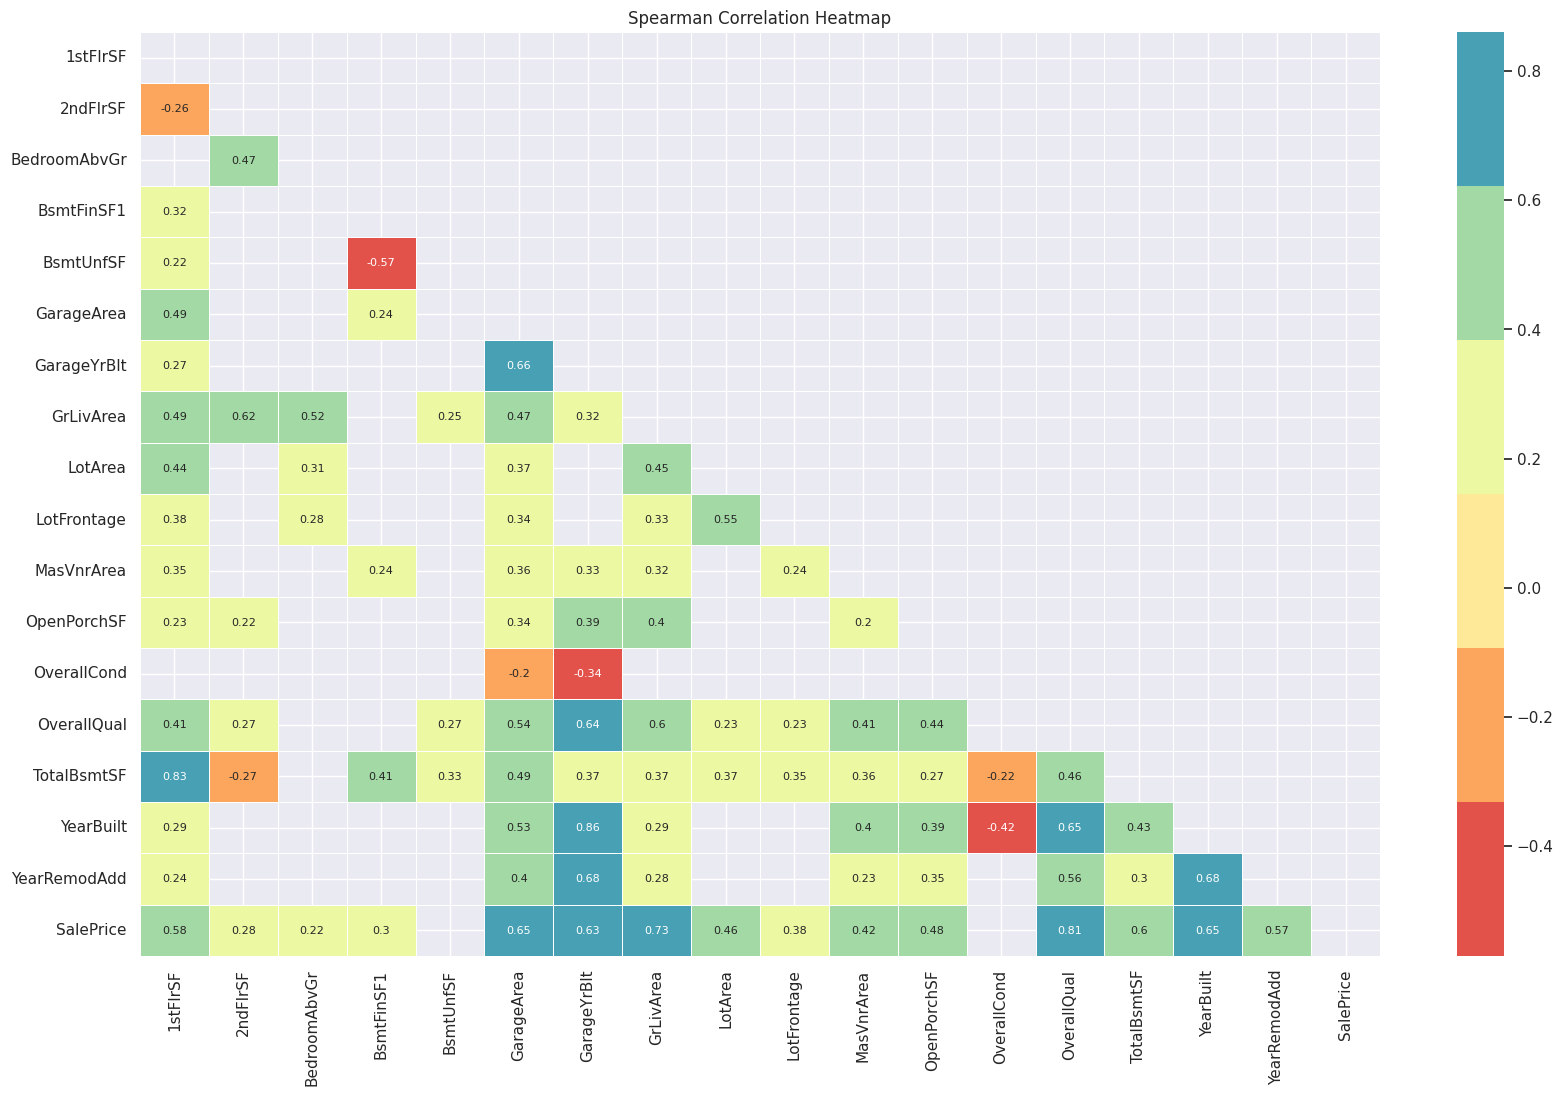 Spearman Correlation Heatmap
1stFlrSF
2ndFlrSF -0.26
BedroomAbvGr 0.47
BsmtFinSF1 0.32
BsmtUnfSF 0.22 -0.57
GarageArea 0.49 0.24
GarageYrBlt 0.27 0.66
GrLivArea 0.49 0.62 0.52 0.25 0.47 0.32
LotArea 0.44 0.31 0.37 0.45
LotFrontage 0.38 0.28 0.34 0.33 0.55
MasVnrArea 0.35 0.24 0.36 0.33 0.32 0.24
OpenPorchSF 0.23 0.22 0.34 0.39 0.4 0.2
OverallCond -0.2 -0.34
OverallQual 0.41 0.27 0.27 0.54 0.64 0.6 0.23 0.23 0.41 0.44
TotalBsmtSF 0.83 -0.27 0.41 0.33 0.49 0.37 0.37 0.37 0.35 0.36 0.27 -0.22 0.46
YearBuilt 0.29 0.53 0.86 0.29 0.4 0.39 -0.42 0.65 0.43
YearRemodAdd 0.24 0.4 0.68 0.28 0.23 0.35 0.56 0.3 0.68
SalePrice 0.58 0.28 0.22 0.3 0.65 0.63 0.73 0.46 0.38 0.42 0.48 0.81 0.6 0.65 0.57
1stFlrSF
2ndFlrSF
BedroomAbvGr
BsmtFinSF1
BsmtUnfSF
GarageArea
GarageYrBlt
GrLivArea
LotArea
LotFrontage
MasVnrArea
OpenPorchSF
OverallCond
OverallQual
TotalBsmtSF
YearBuilt
YearRemodAdd
SalePrice
0.8
0.6
0.4
0.2
0.0
−0.2
−0.4